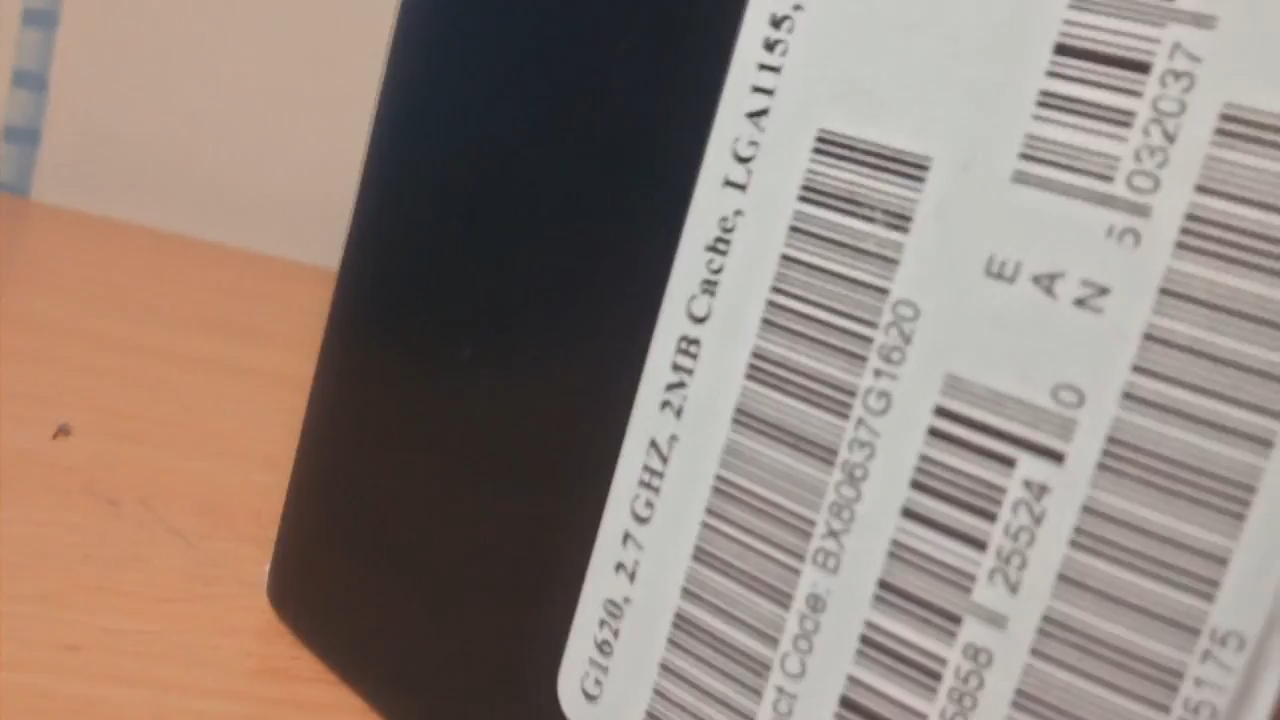 G1620, 2.7 GHZ, 2MB Cache, LGA1155,
ct Code: BX80637G1620
5858 25524 0
E
A
N
5 032037
5175